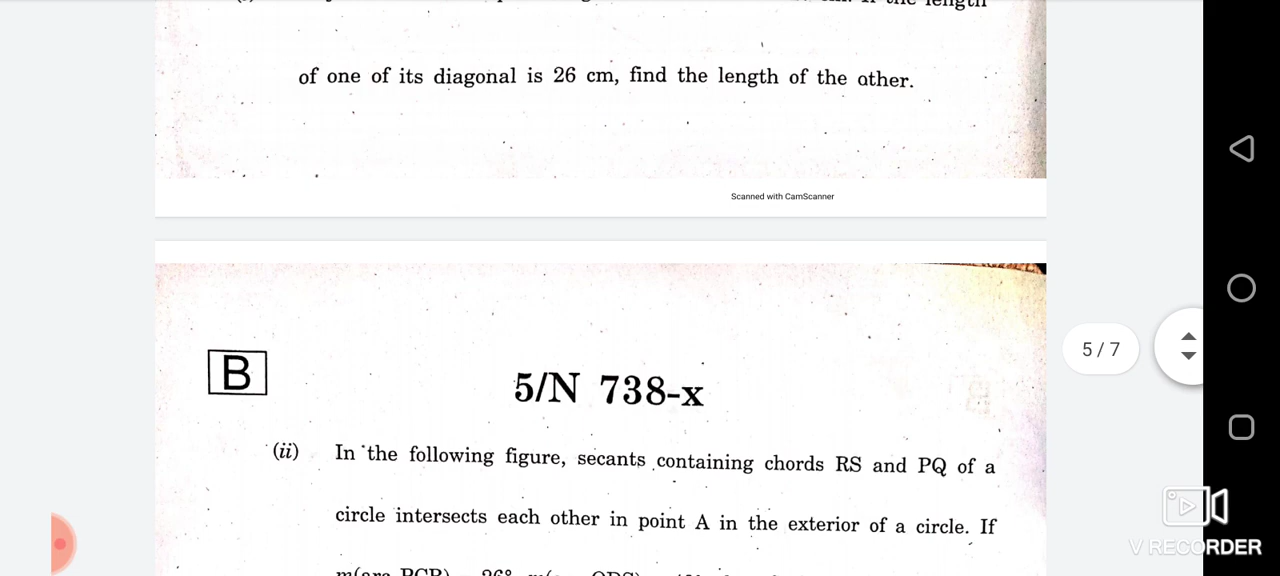 length
of one of its diagonal is 26 cm, find the length of the other.
Scanned with CamScanner
B
5/N 738-x
5 / 7
(ii) In the following figure, secants containing chords RS and PQ of a
circle intersects each other in point A in the exterior of a circle. If
V RECORDER